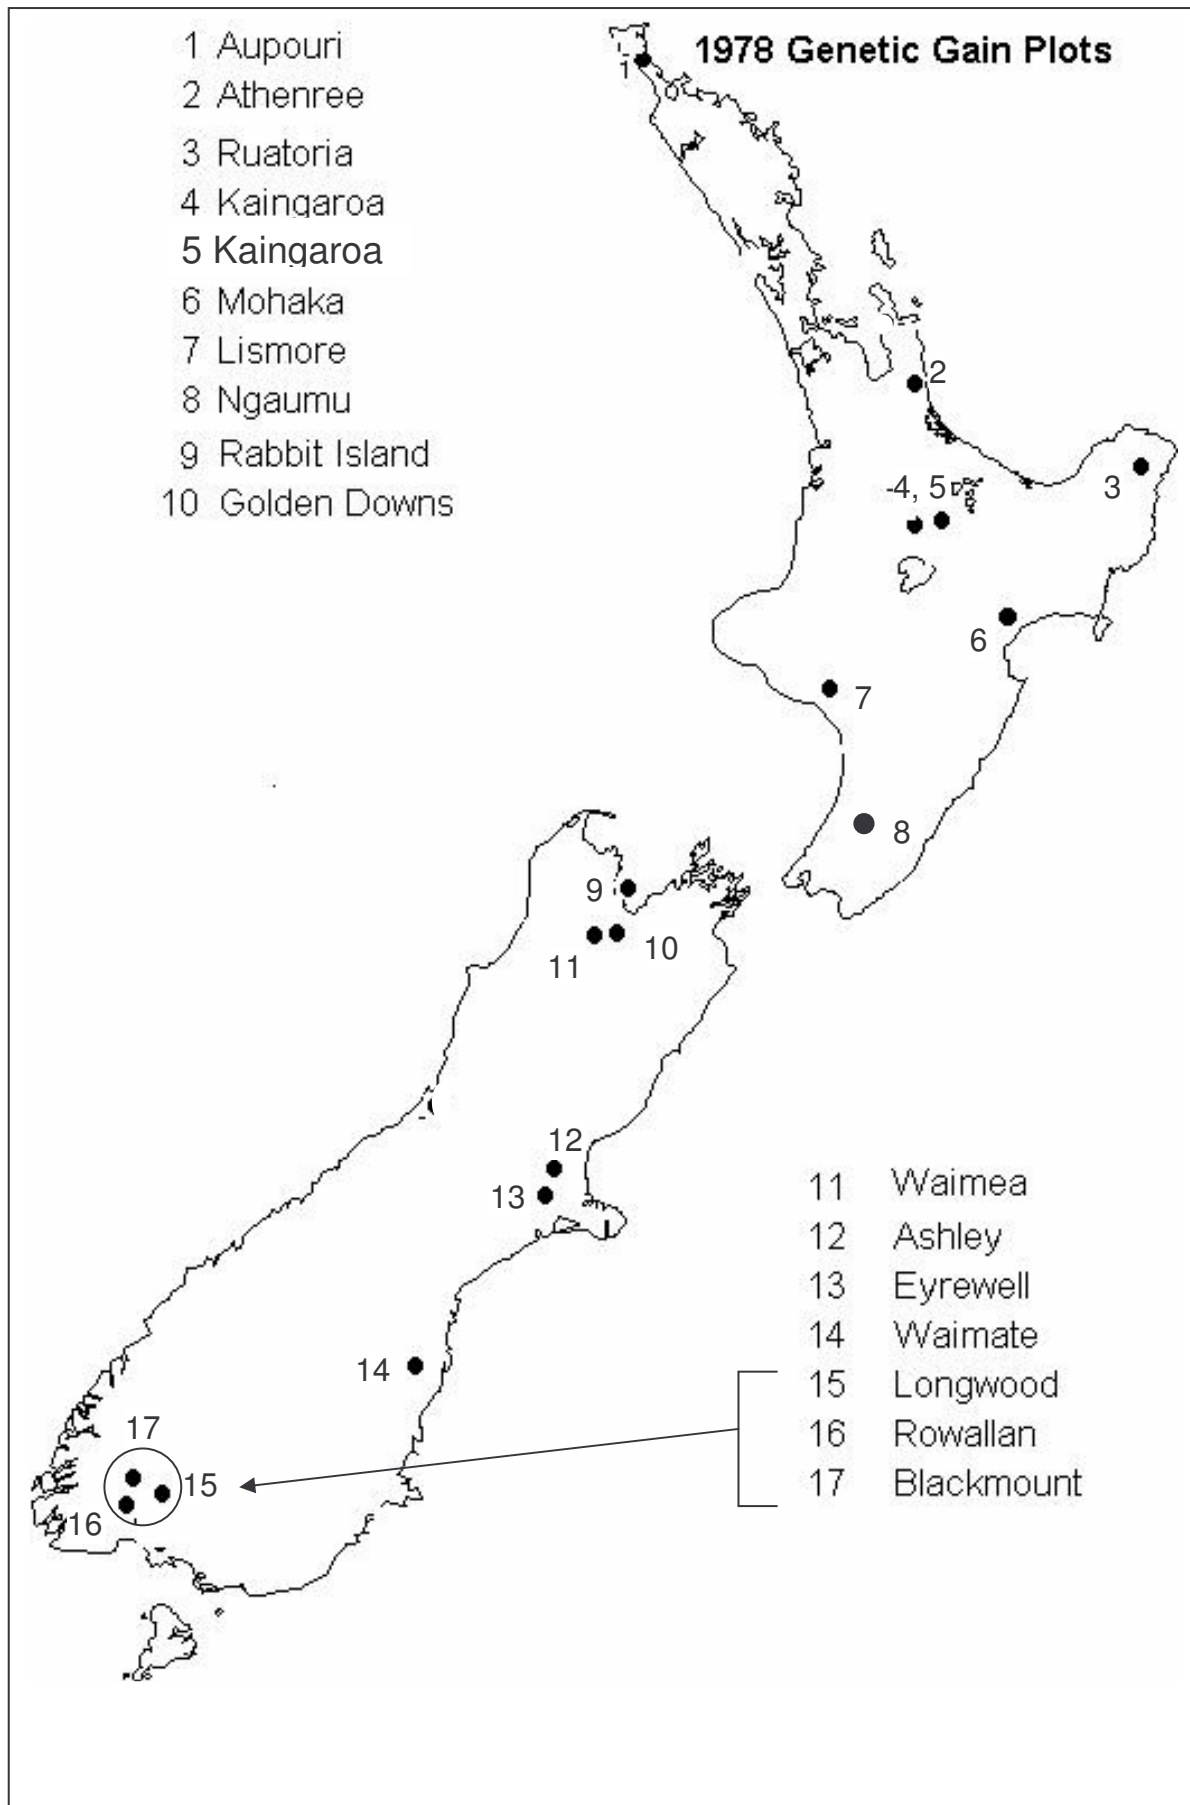 1978 Genetic Gain Plots
1 Aupouri
2 Athenree
3 Ruatoria
4 Kaingaroa
5 Kaingaroa
6 Mohaka
7 Lismore
8 Ngaumu
9 Rabbit Island
10 Golden Downs
1
2
3
-4, 5
6
7
8
9
10
11
12
13
14
17
15
16
11 Waimea
12 Ashley
13 Eyrewell
14 Waimate
15 Longwood
16 Rowallan
17 Blackmount